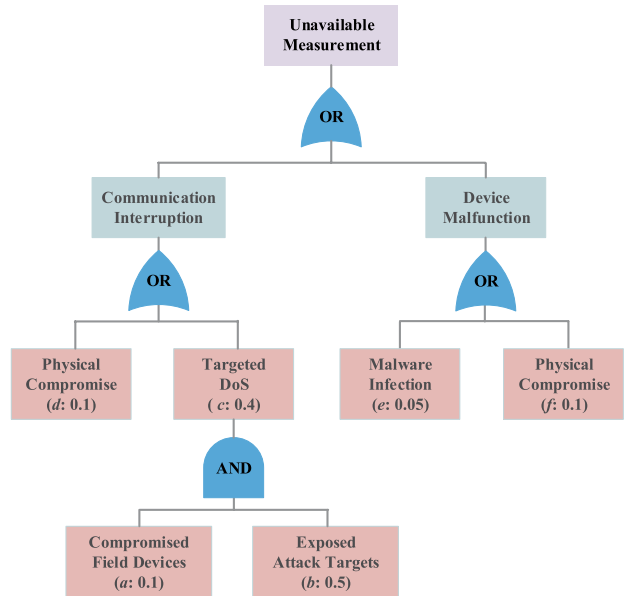 Unavailable
Measurement
OR
Communication
Interruption
Device
Malfunction
OR
OR
Physical
Compromise
(d: 0.1)
Targeted
DoS
( c: 0.4)
Malware
Infection
(e: 0.05)
Physical
Compromise
(f: 0.1)
AND
Compromised
Field Devices
(a: 0.1)
Exposed
Attack Targets
(b: 0.5)